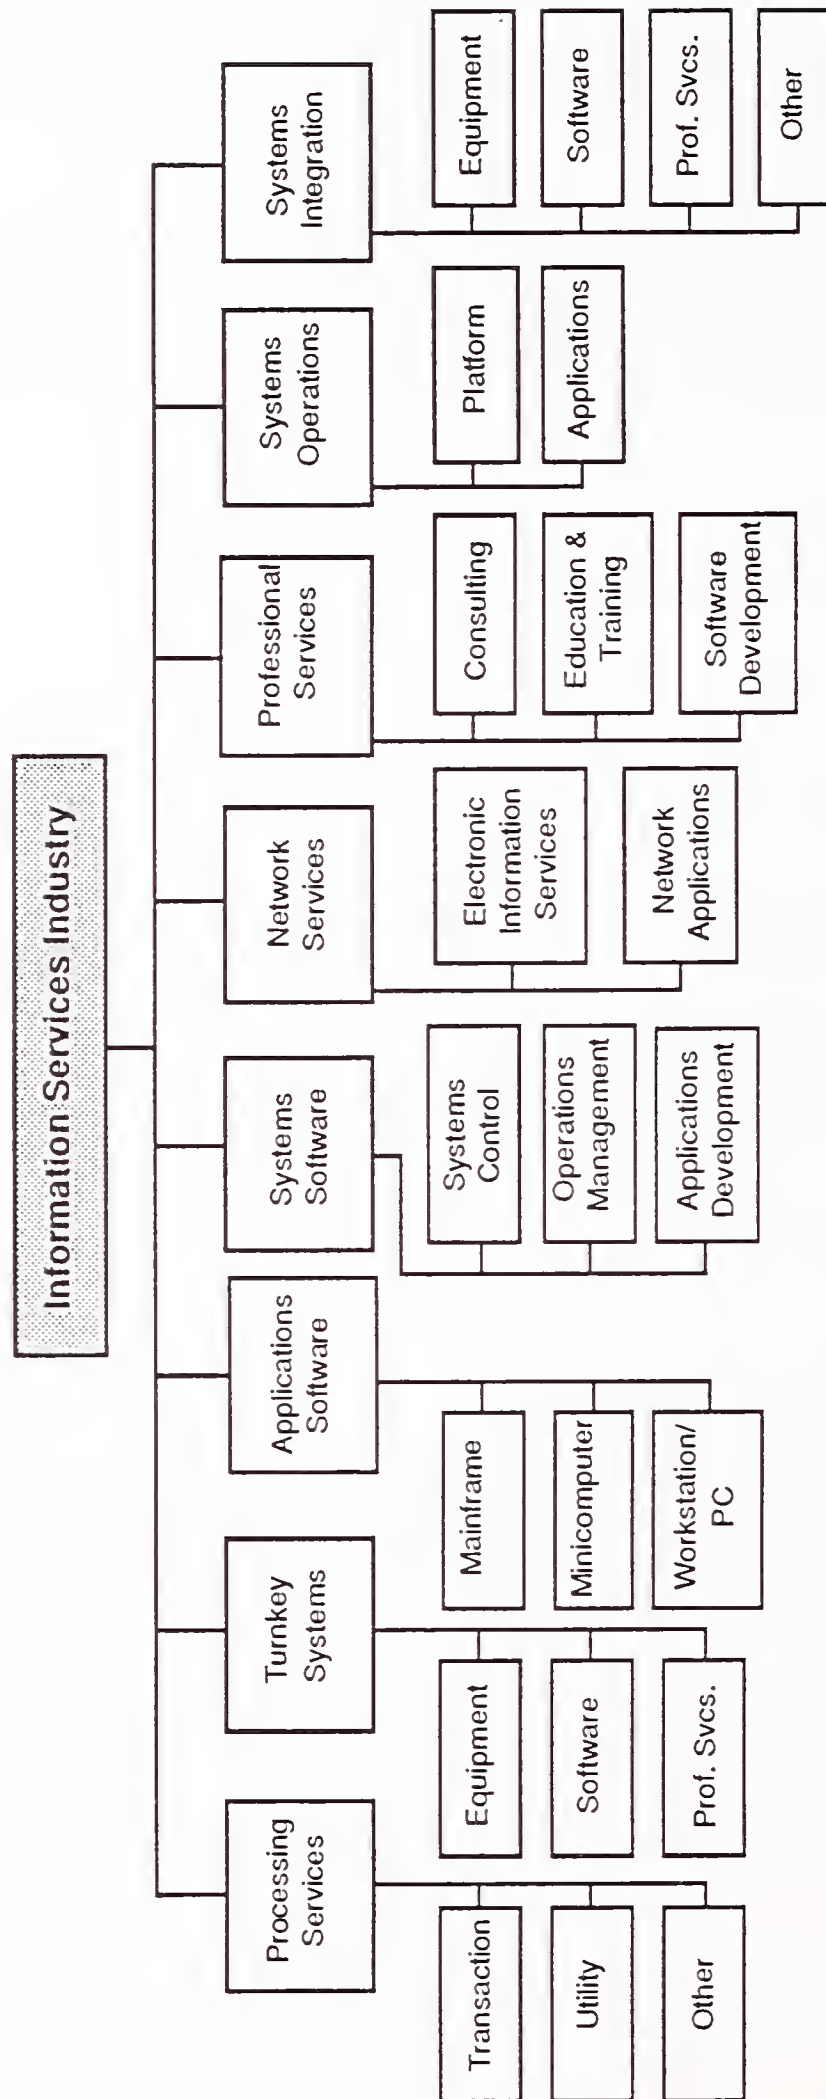 Information Services Industry
Processing
Services
Transaction
Utility
Other
Turnkey
Systems
Equipment
Software
Prof. Svcs.
Applications
Software
Mainframe
Minicomputer
Workstation/
PC
Systems
Software
Systems
Control
Operations
Management
Applications
Development
Network
Services
Electronic
Information
Services
Network
Applications
Professional
Services
Consulting
Education &
Training
Software
Development
Systems
Operations
Platform
Applications
Systems
Integration
Equipment
Software
Prof. Svcs.
Other